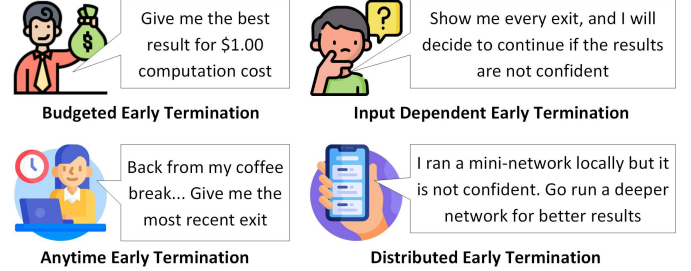 Give me the best
result for $1.00
computation cost
Budgeted Early Termination
Show me every exit, and I will
decide to continue if the results
are not confident
Input Dependent Early Termination
Back from my coffee
break... Give me the
most recent exit
Anytime Early Termination
I ran a mini-network locally but it
is not confident. Go run a deeper
network for better results
Distributed Early Termination